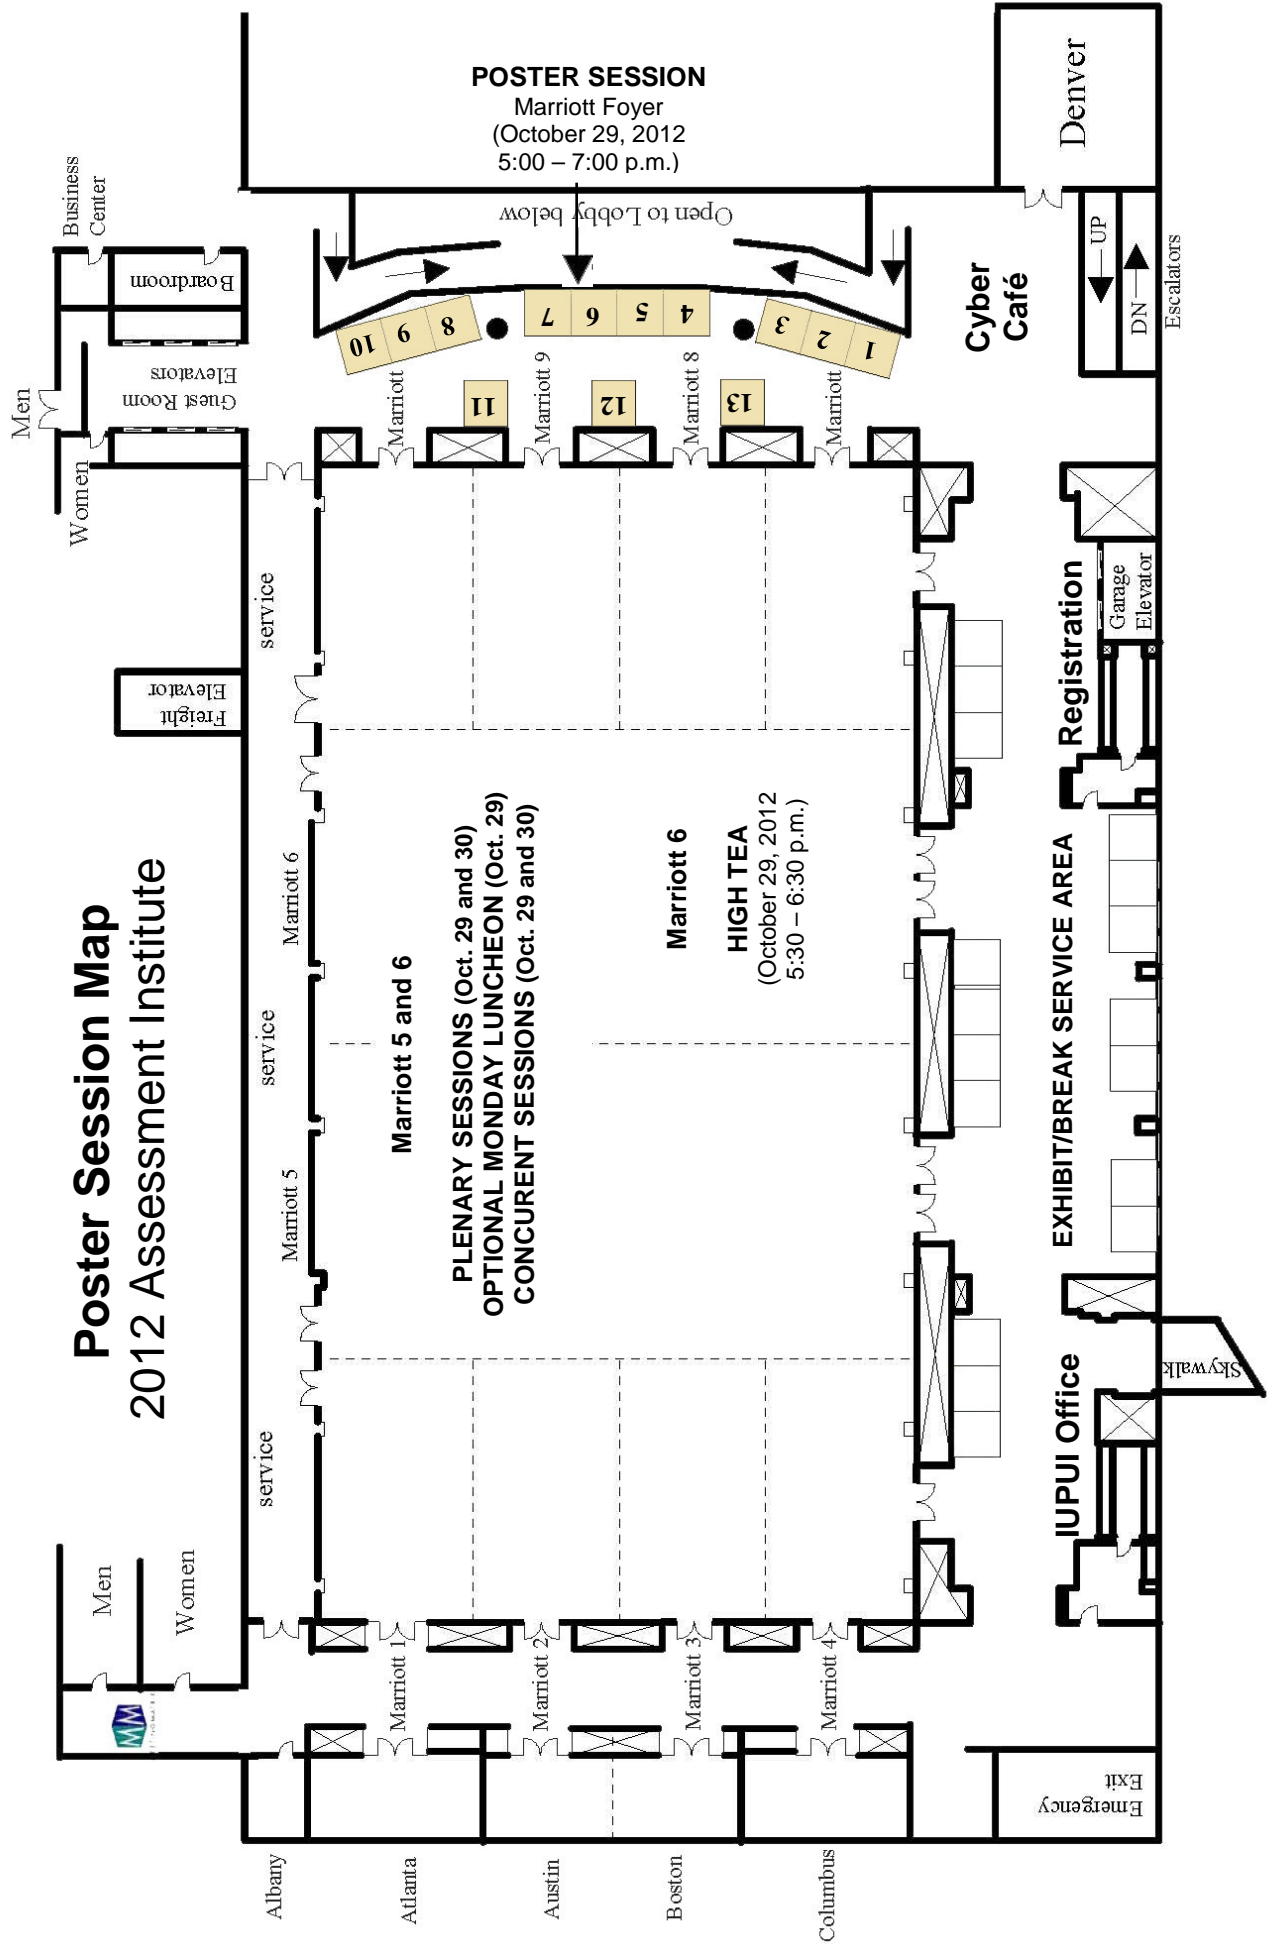 Poster Session Map
2012 Assessment Institute
POSTER SESSION
Marriott Foyer
(October 29, 2012
5:00 – 7:00 p.m.)
Business
Center
Boardroom
Men
Women
Guest Room
Elevators
Open to Lobby below
Denver
UP
DN
Escalators
Cyber
Café
10
9
8
7
6
5
4
3
2
1
11
12
13
Marriott
Marriott 9
Marriott 8
Marriott
service
Freight
Elevator
Registration
Garage
Elevator
Marriott 6
service
Marriott 5
Marriott 5 and 6
PLENARY SESSIONS (Oct. 29 and 30)
OPTIONAL MONDAY LUNCHEON (Oct. 29)
CONCURENT SESSIONS (Oct. 29 and 30)
Marriott 6
HIGH TEA
(October 29, 2012
5:30 – 6:30 p.m.)
EXHIBIT/BREAK SERVICE AREA
service
IUPUI Office
Skywalk
Men
Women
Marriott 1
Marriott 2
Marriott 3
Marriott 4
Emergency
Exit
Albany
Atlanta
Austin
Boston
Columbus